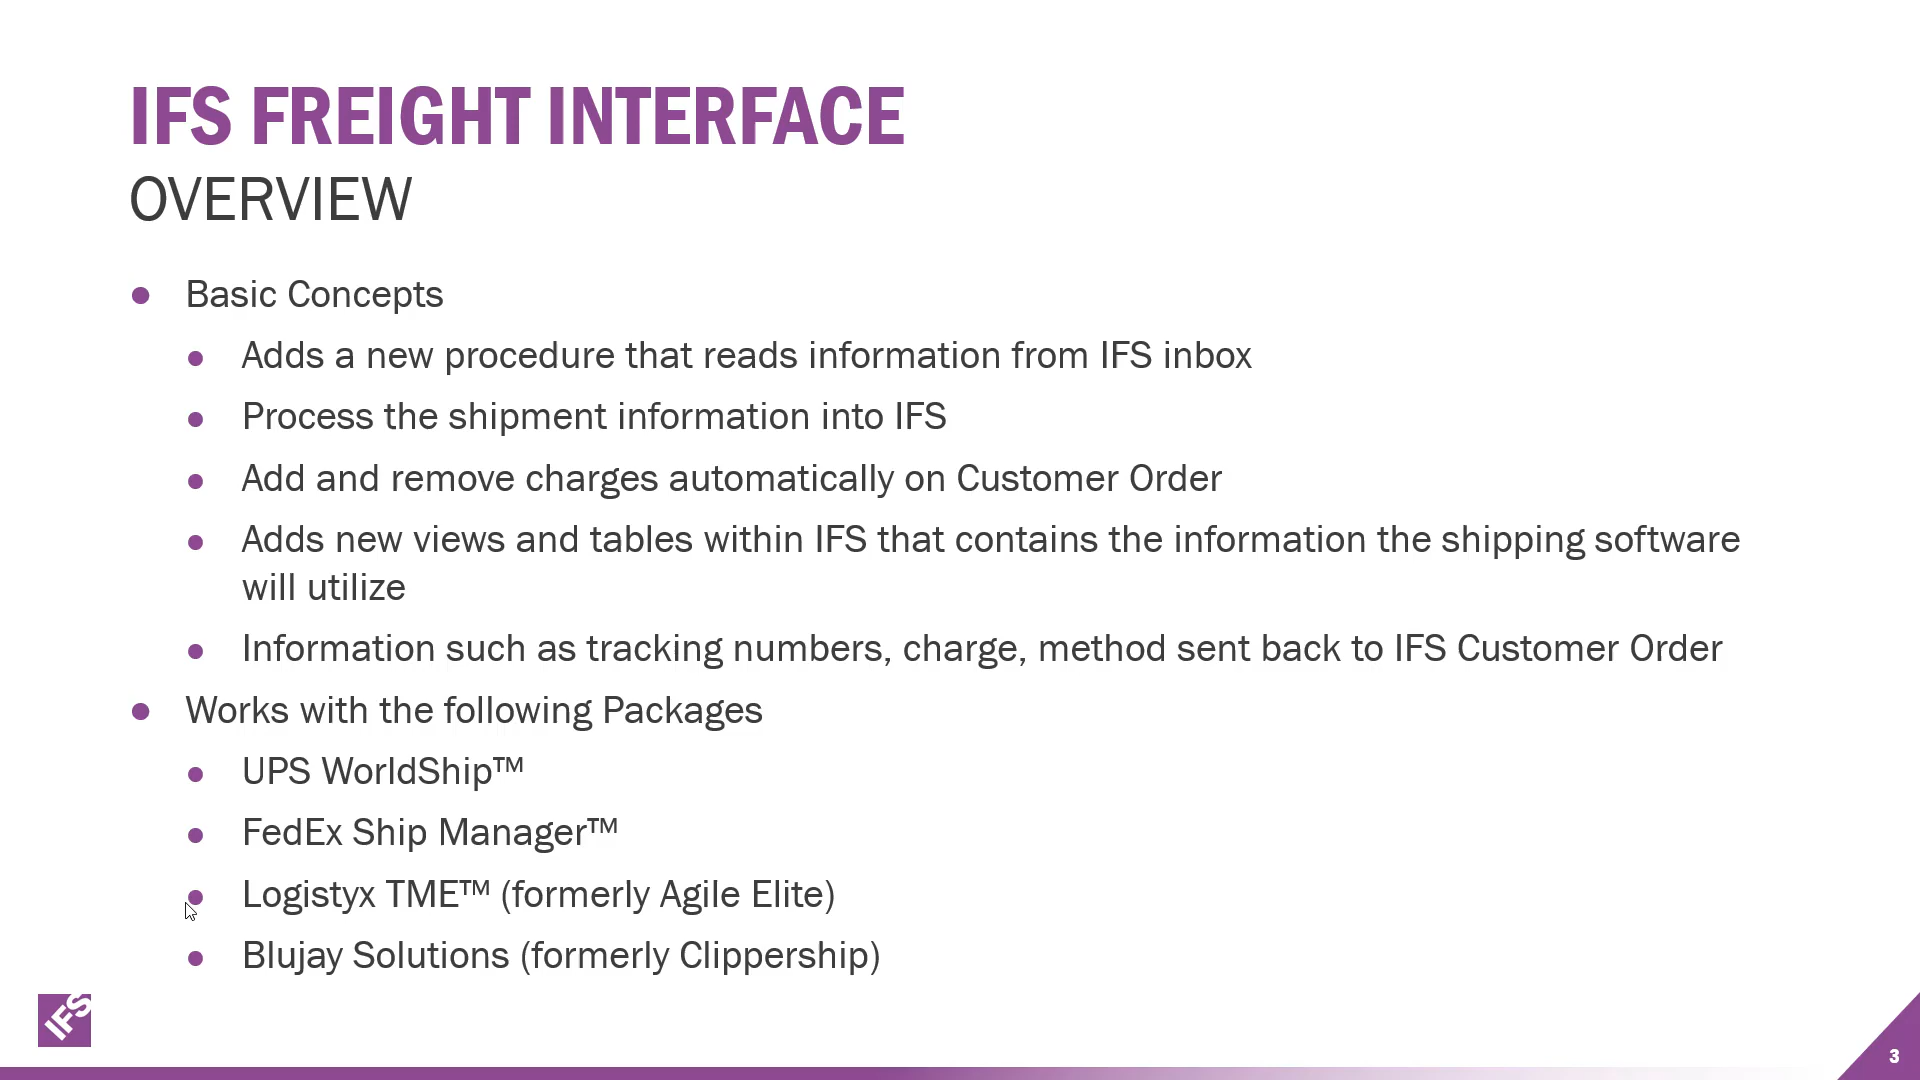 IFS FREIGHT INTERFACE
OVERVIEW
Basic Concepts
Adds a new procedure that reads information from IFS inbox
Process the shipment information into IFS
Add and remove charges automatically on Customer Order
Adds new views and tables within IFS that contains the information the shipping software
will utilize
Information such as tracking numbers, charge, method sent back to IFS Customer Order
Works with the following Packages
UPS WorldShip™
FedEx Ship Manager™
Logistyx TME™ (formerly Agile Elite)
Blujay Solutions (formerly Clippership)
IFS
3